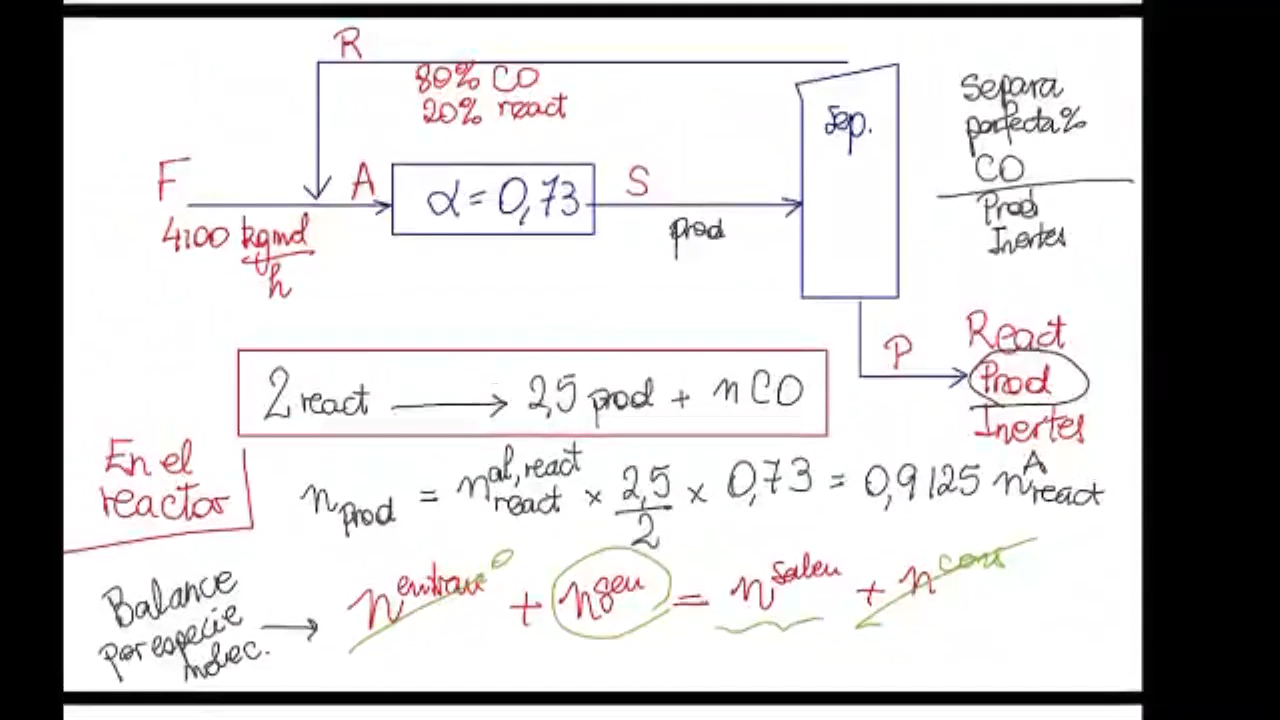 R
80% CO
20% react
Sep.
Separa
perfecta %
CO
Prod
Inertes
F
A
α = 0,73
S
4100 kgmol
h
prod
P
React
Prod
Inertes
2 react → 2,5 prod + n CO
En el
reactor
n prod = n al, react react × 2,5 / 2 × 0,73 = 0,9125 n A react
Balance
por especie
molec.
→ n entran 0 + n gen = n salen + n cons